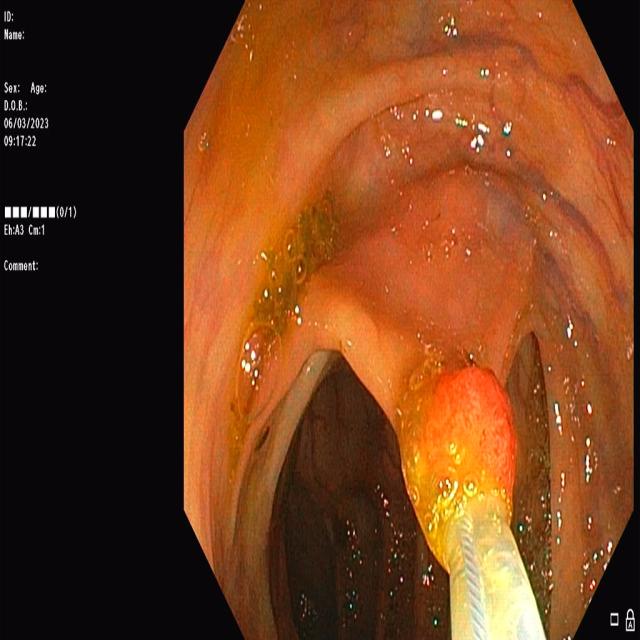 ID:
Name:
Sex: Age:
D.O.B.:
06/03/2023
09:17:22
■■■/■■■(0/1)
Eh:A3 Cm:1
Comment:
A